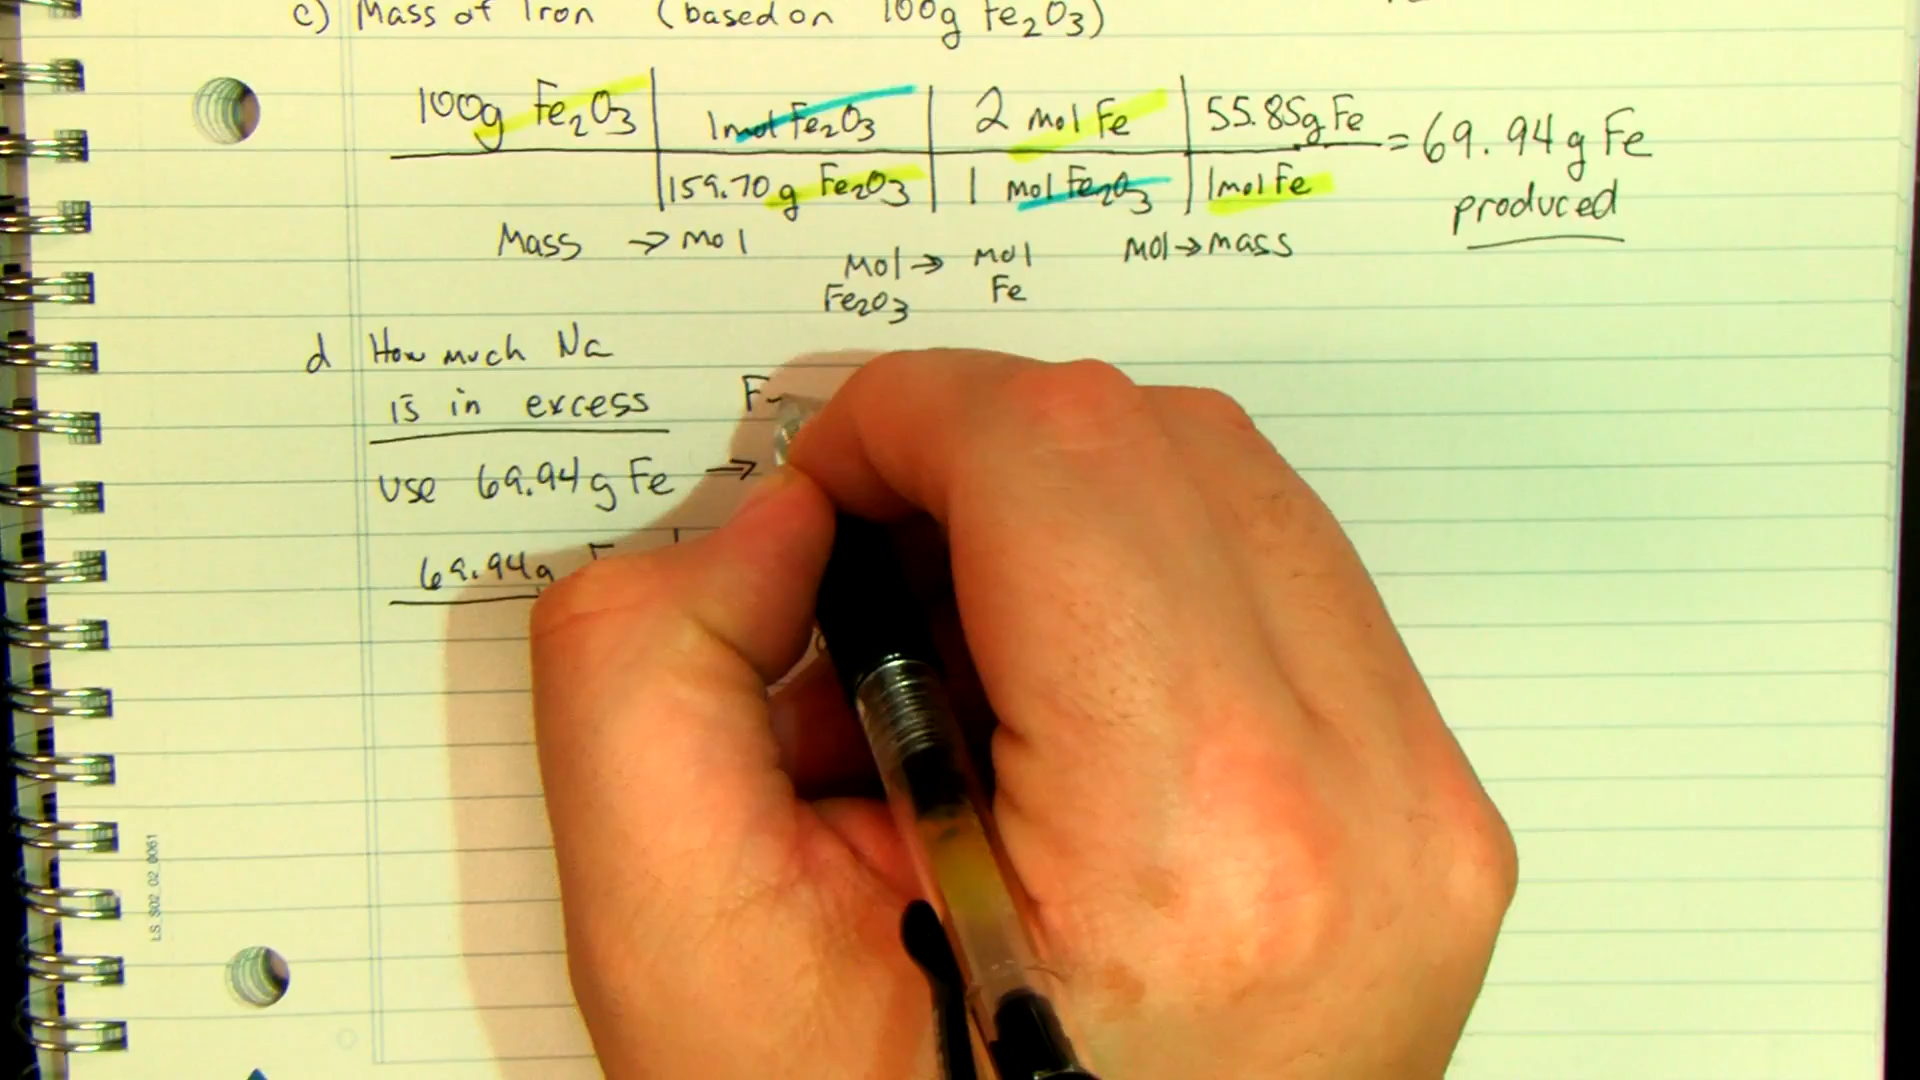 c) Mass of Iron (based on 100g Fe2O3)
100g Fe2O3 | 1mol Fe2O3 | 2 mol Fe | 55.85g Fe = 69.94g Fe
159.70 g Fe2O3 | 1 mol Fe2O3 | 1mol Fe
produced
Mass → mol
Mol → mol
Mol → mass
Fe2O3 Fe
d How much Na
is in excess
use 69.94g Fe →
69.94g
LS_S02_02_0061